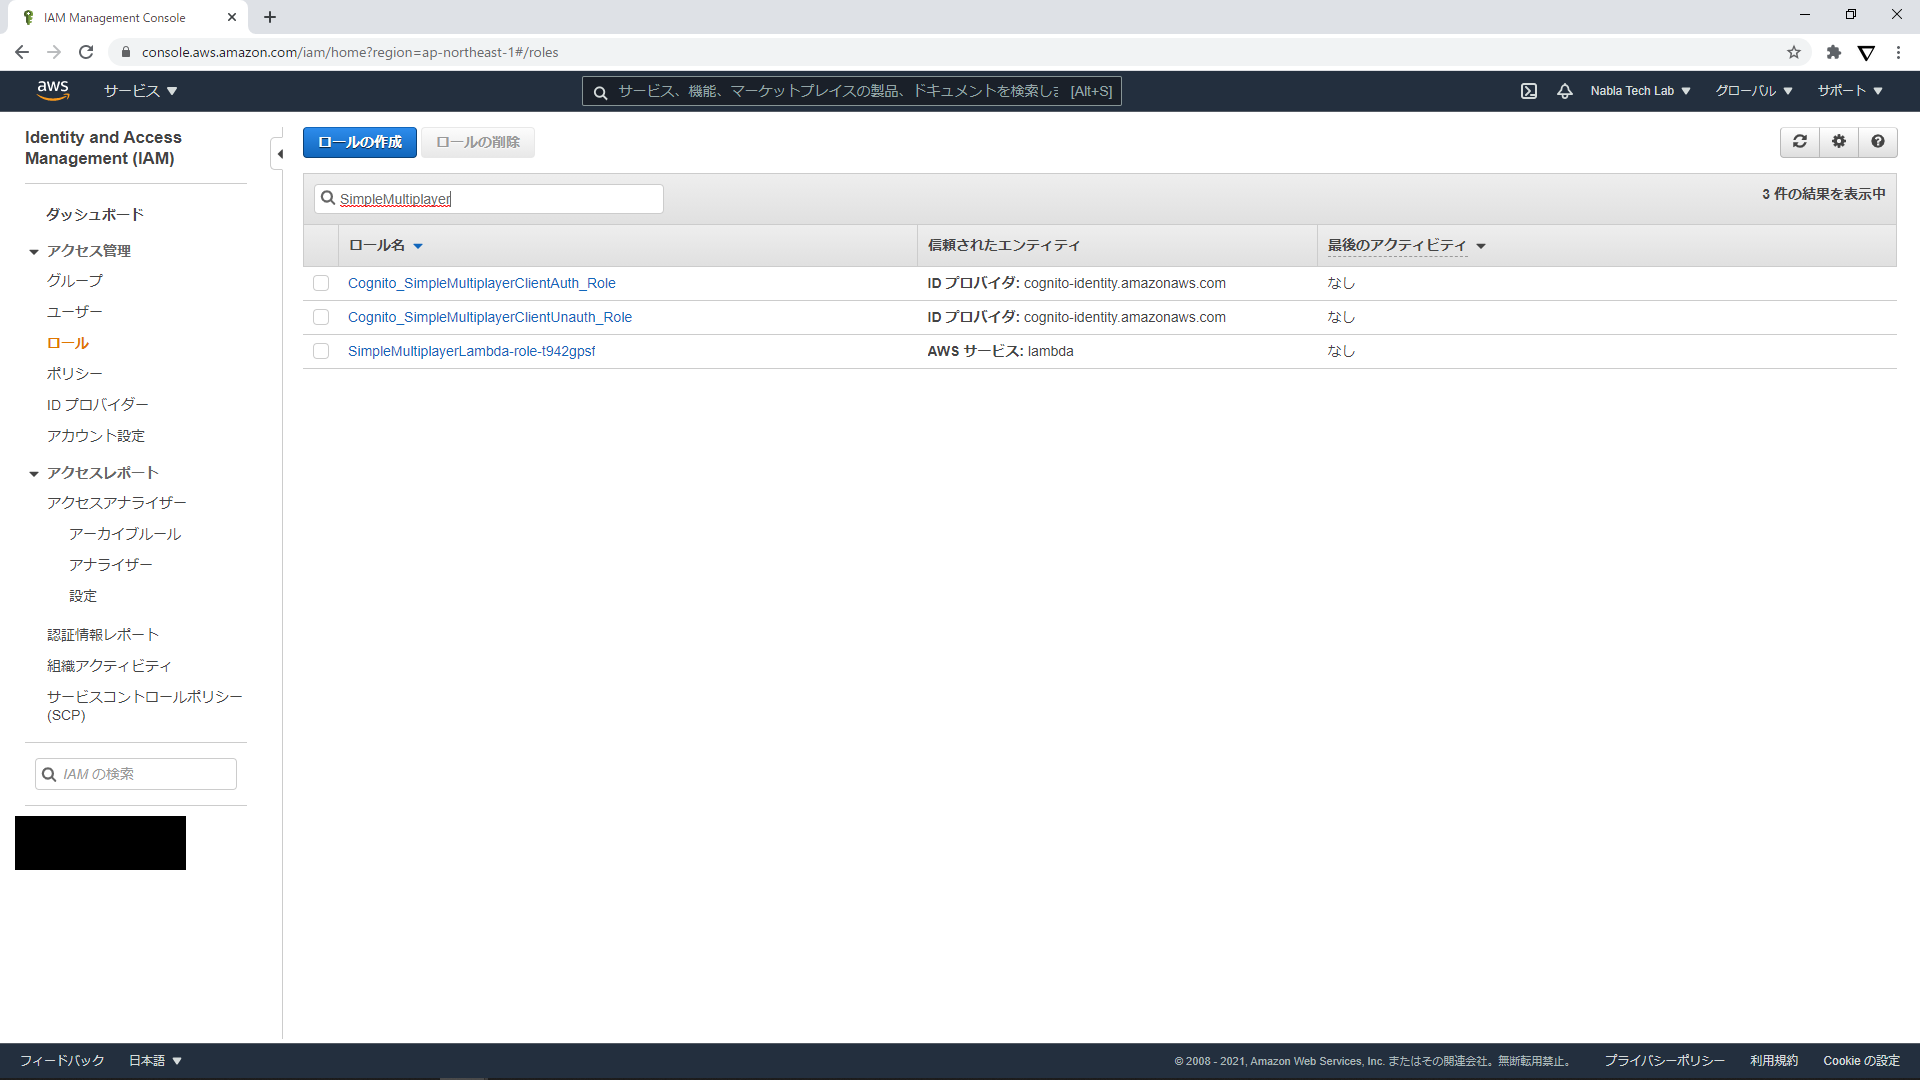 IAM Management Console
console.aws.amazon.com/iam/home?region=ap-northeast-1#/roles
aws
サービス
サービス、機能、マーケットプレイスの製品、ドキュメントを検索しま [Alt+S]
Nabla Tech Lab
グローバル
サポート
Identity and Access
Management (IAM)
ダッシュボード
アクセス管理
グループ
ユーザー
ロール
ポリシー
ID プロバイダー
アカウント設定
アクセスレポート
アクセスアナライザー
アーカイブルール
アナライザー
設定
認証情報レポート
組織アクティビティ
サービスコントロールポリシー
(SCP)
IAM の検索
ロールの作成
ロールの削除
SimpleMultiplayer
3 件の結果を表示中
ロール名 信頼されたエンティティ 最後のアクティビティ
Cognito_SimpleMultiplayerClientAuth_Role ID プロバイダ: cognito-identity.amazonaws.com なし
Cognito_SimpleMultiplayerClientUnauth_Role ID プロバイダ: cognito-identity.amazonaws.com なし
SimpleMultiplayerLambda-role-t942gpsf AWS サービス: lambda なし
フィードバック
日本語
© 2008 - 2021, Amazon Web Services, Inc. またはその関連会社。無断転用禁止。
プライバシーポリシー
利用規約
Cookie の設定